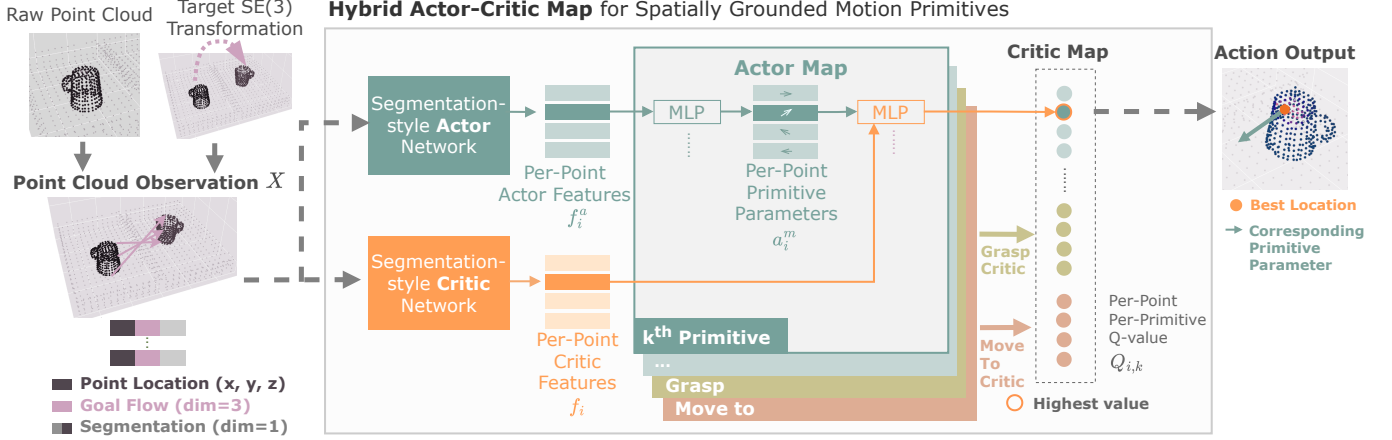 Hybrid Actor-Critic Map for Spatially Grounded Motion Primitives
Raw Point Cloud
Target SE(3)
Transformation
Point Cloud Observation X
Point Location (x, y, z)
Goal Flow (dim=3)
Segmentation (dim=1)
Segmentation-
style Actor
Network
Per-Point
Actor Features
f_i^a
Segmentation-
style Critic
Network
Per-Point
Critic
Features
f_i
Actor Map
MLP
Per-Point
Primitive
Parameters
a_i^m
MLP
k^th Primitive
...
Grasp
Move to
Grasp
Critic
Move
To
Critic
Critic Map
Per-Point
Per-Primitive
Q-value
Q_{i,k}
Highest value
Action Output
Best Location
Corresponding
Primitive
Parameter